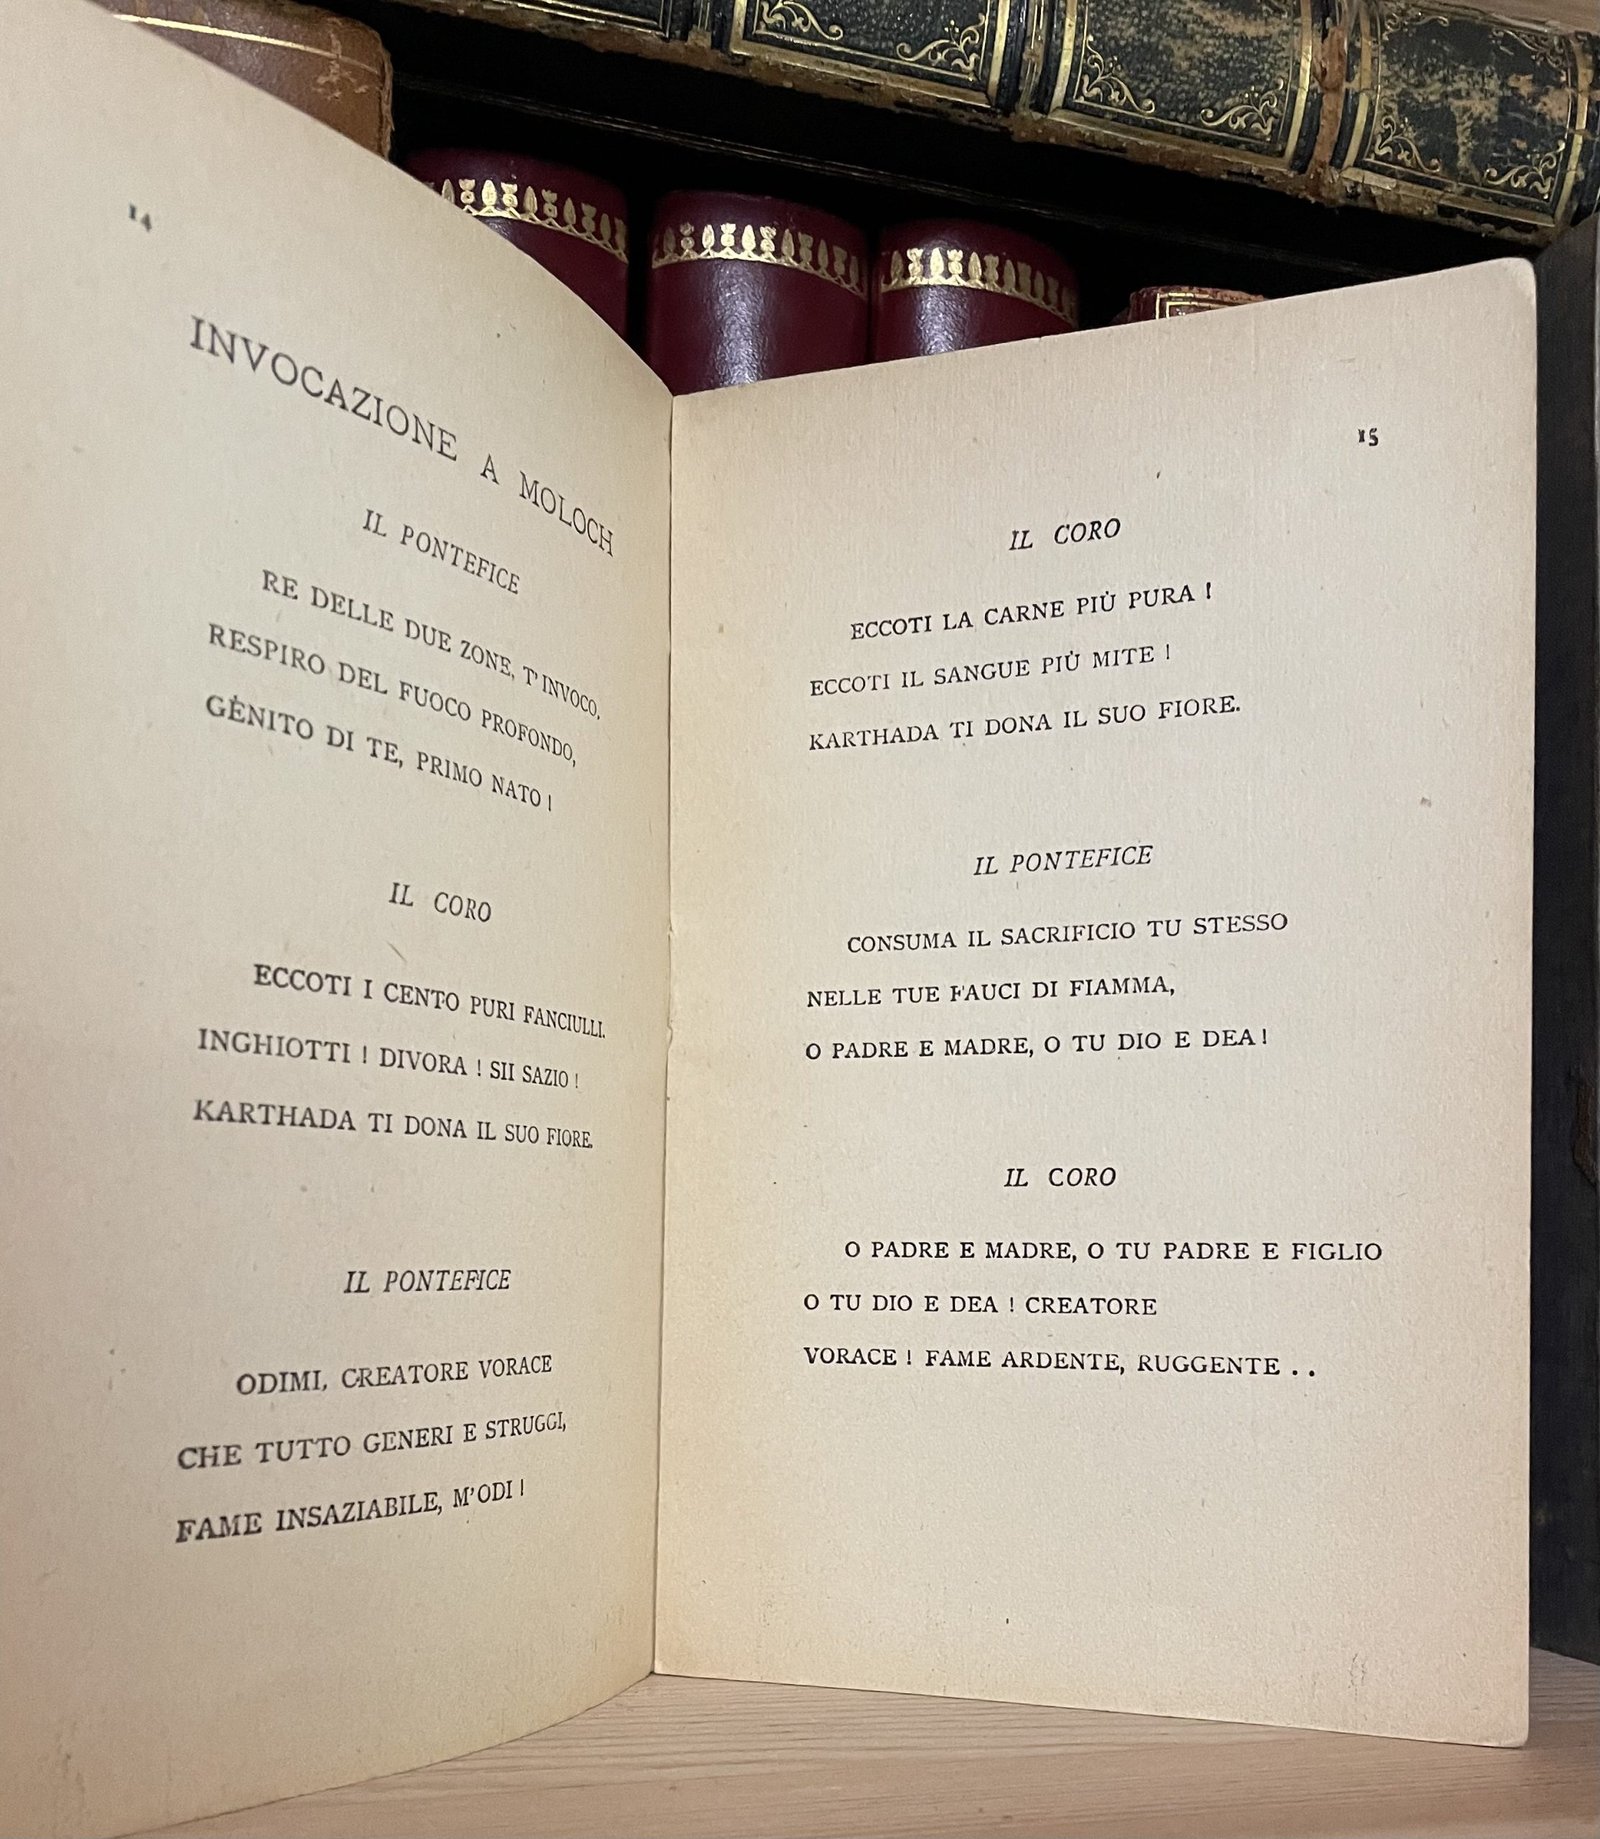 14
INVOCAZIONE A MOLOCH
IL PONTEFICE
RE DELLE DUE ZONE, T'INVOCO,
RESPIRO DEL FUOCO PROFONDO,
GÈNITO DI TE, PRIMO NATO !
IL CORO
ECCOTI I CENTO PURI FANCIULLI.
INGHIOTTI ! DIVORA ! SII SAZIO !
KARTHADA TI DONA IL SUO FIORE.
IL PONTEFICE
ODIMI, CREATORE VORACE
CHE TUTTO GENERI E STRUGGI,
FAME INSAZIABILE, M'ODI !
15
IL CORO
ECCOTI LA CARNE PIÙ PURA !
ECCOTI IL SANGUE PIÙ MITE !
KARTHADA TI DONA IL SUO FIORE.
IL PONTEFICE
CONSUMA IL SACRIFICIO TU STESSO
NELLE TUE FAUCI DI FIAMMA,
O PADRE E MADRE, O TU DIO E DEA !
IL CORO
O PADRE E MADRE, O TU PADRE E FIGLIO
O TU DIO E DEA ! CREATORE
VORACE ! FAME ARDENTE, RUGGENTE . .